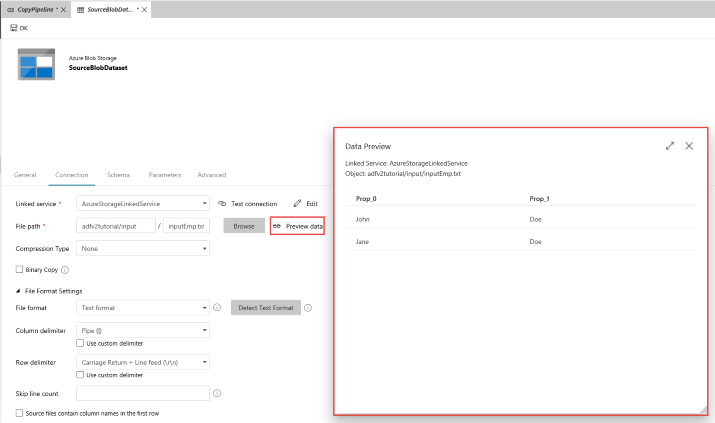 CopyPipeline *
SourceBlobDat... *
OK
Azure Blob Storage
SourceBlobDataset
General Connection Schema Parameters Advanced
Linked service * AzureStorageLinkedService Test connection Edit
File path * adfv2tutorial/input / inputEmp.txt Browse Preview data
Compression Type None
Binary Copy
File Format Settings
File format Text format Detect Text Format
Column delimiter Pipe (|)
Use custom delimiter
Row delimiter Carriage Return + Line feed (\r\n)
Use custom delimiter
Skip line count
Source files contain column names in the first row
Data Preview
Linked Service: AzureStorageLinkedService
Object: adfv2tutorial/input/inputEmp.txt
Prop_0 Prop_1
John Doe
Jane Doe